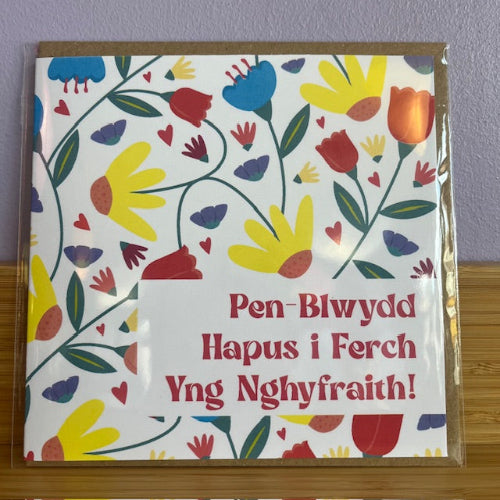 Pen-Blwydd
Hapus i Ferch
Yng Nghyfraith!